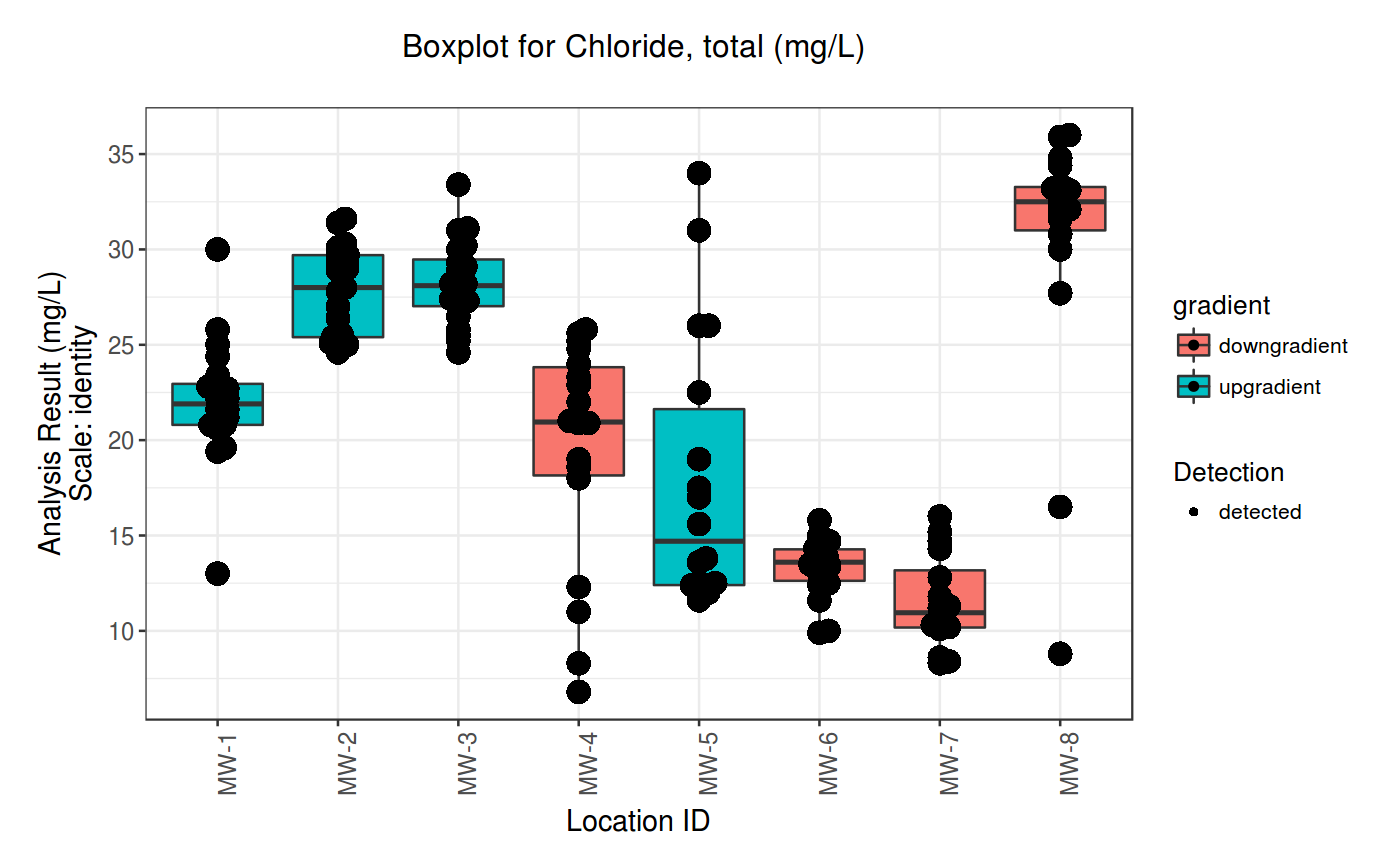 Boxplot for Chloride, total (mg/L)
Analysis Result (mg/L)
Scale: identity
35
30
25
20
15
10
MW-1
MW-2
MW-3
MW-4
MW-5
MW-6
MW-7
MW-8
Location ID
gradient
downgradient
upgradient
Detection
detected